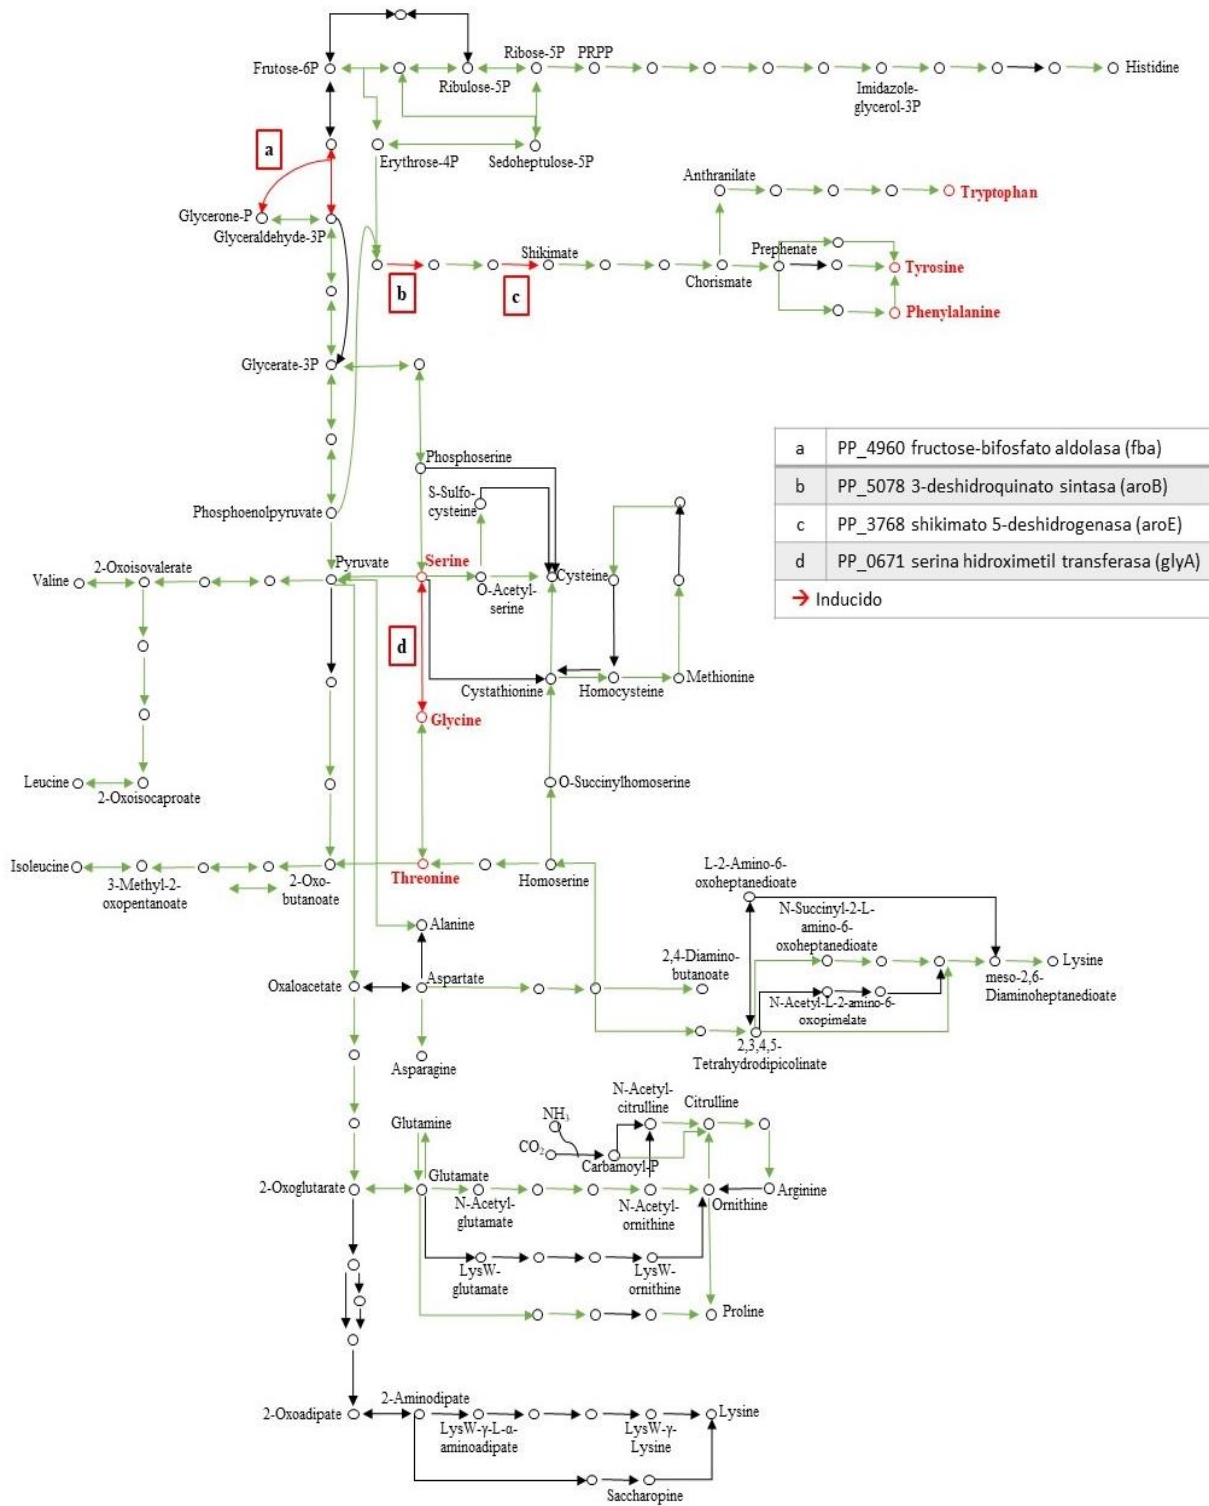 Ribose-5P PRPP
Frutose-6P
Ribulose-5P
Histidine
Imidazole-
glycerol-3P
a
Erythrose-4P
Sedoheptulose-5P
Anthranilate
Tryptophan
Glycerone-P
Glyceraldehyde-3P
Shikimate
Prephenate
Tyrosine
b
c
Chorismate
Phenylalanine
Glycerate-3P
a PP_4960 fructose-bifosfato aldolasa (fba)
b PP_5078 3-deshidroquinato sintasa (aroB)
c PP_3768 shikimato 5-deshidrogenasa (aroE)
d PP_0671 serina hidroximetil transferasa (glyA)
→ Inducido
Phosphoserine
S-Sulfo-
cysteine
Phosphoenolpyruvate
Valine
2-Oxoisovalerate
Pyruvate
Serine
O-Acetyl-
serine
Cysteine
d
Cystathionine
Homocysteine
Methionine
Glycine
Leucine
2-Oxoisocaproate
O-Succinylhomoserine
Isoleucine
3-Methyl-2-
oxopentanoate
2-Oxo-
butanoate
Threonine
Homoserine
L-2-Amino-6-
oxoheptanedioate
N-Succinyl-2-L-
amino-6-
oxoheptanedioate
Alanine
2,4-Diamino-
butanoate
Lysine
Oxaloacetate
Aspartate
meso-2,6-
Diaminoheptanedioate
N-Acetyl-L-2-amino-6-
oxopimelate
2,3,4,5-
Tetrahydrodipicolinate
Asparagine
N-Acetyl-
citrulline
Citrulline
NH3
Glutamine
CO2
Carbamoyl-P
2-Oxoglutarate
Glutamate
N-Acetyl-
glutamate
N-Acetyl-
ornithine
Ornithine
Arginine
LysW-
glutamate
LysW-
ornithine
Proline
2-Oxoadipate
2-Aminodipate
LysW-γ-L-α-
aminoadipate
LysW-γ-
Lysine
Lysine
Saccharopine